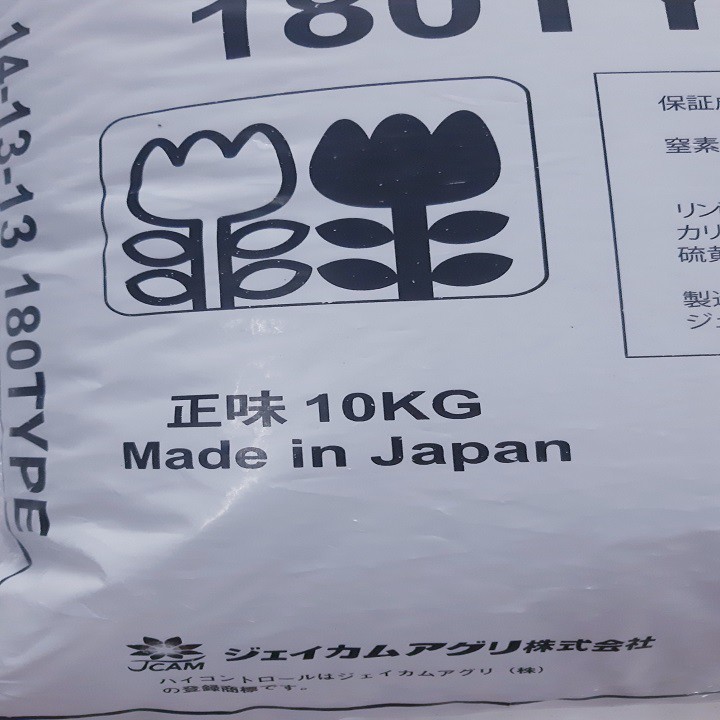 180TY
14-13-13 180TYPE
保証
窒素
リン
カリ
硫黄
製造
ジェ
正味 10KG
Made in Japan
JCAM ジェイカムアグリ株式会社
ハイコントロールはジェイカムアグリ（株）
の登録商標です。